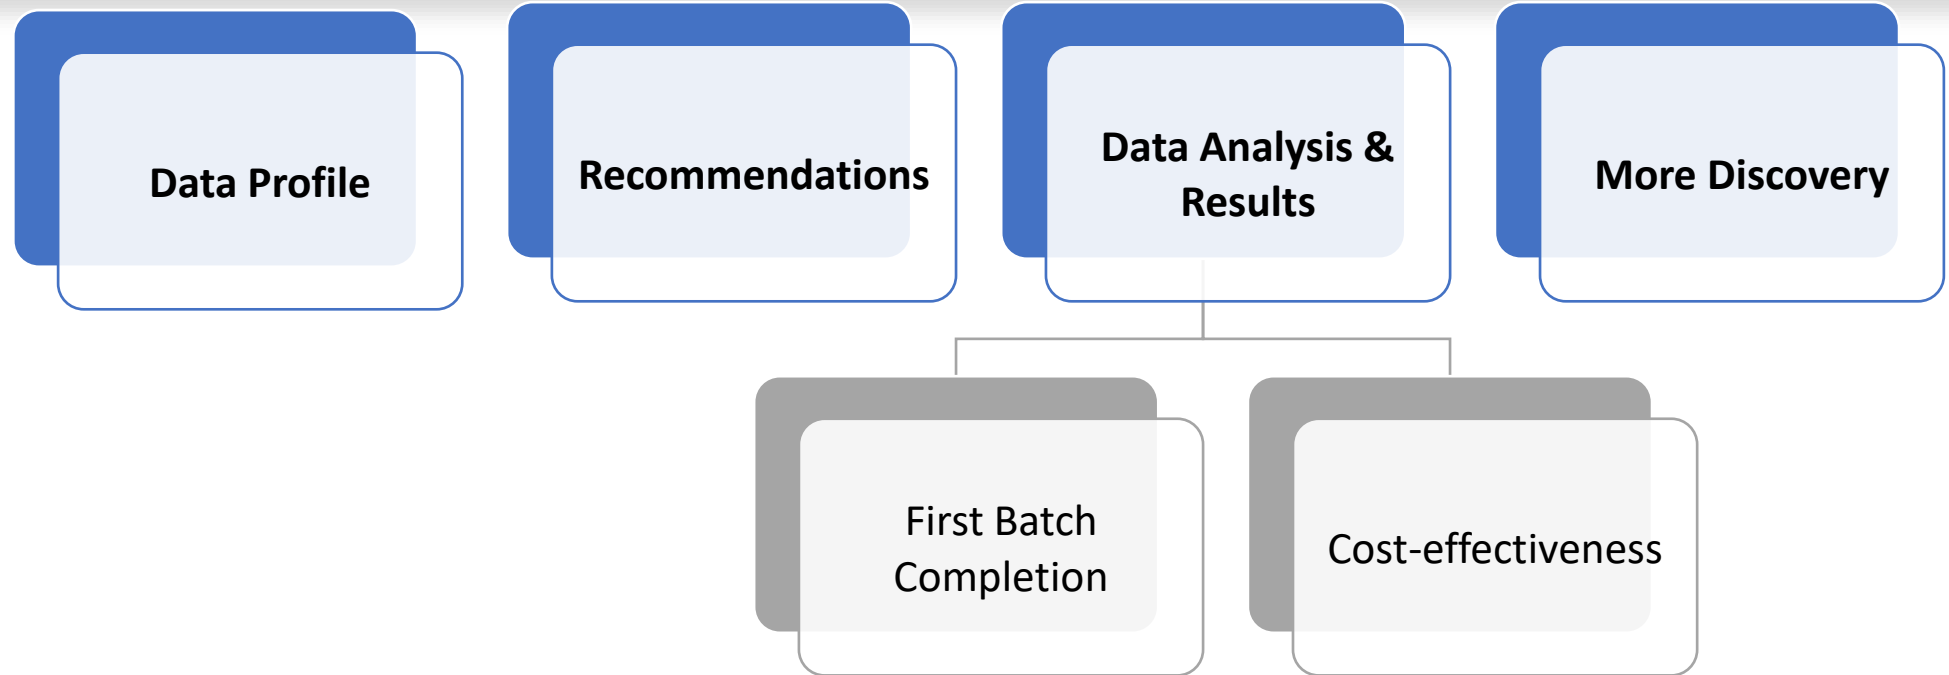 Data Profile
Recommendations
Data Analysis &
Results
More Discovery
First Batch
Completion
Cost-effectiveness